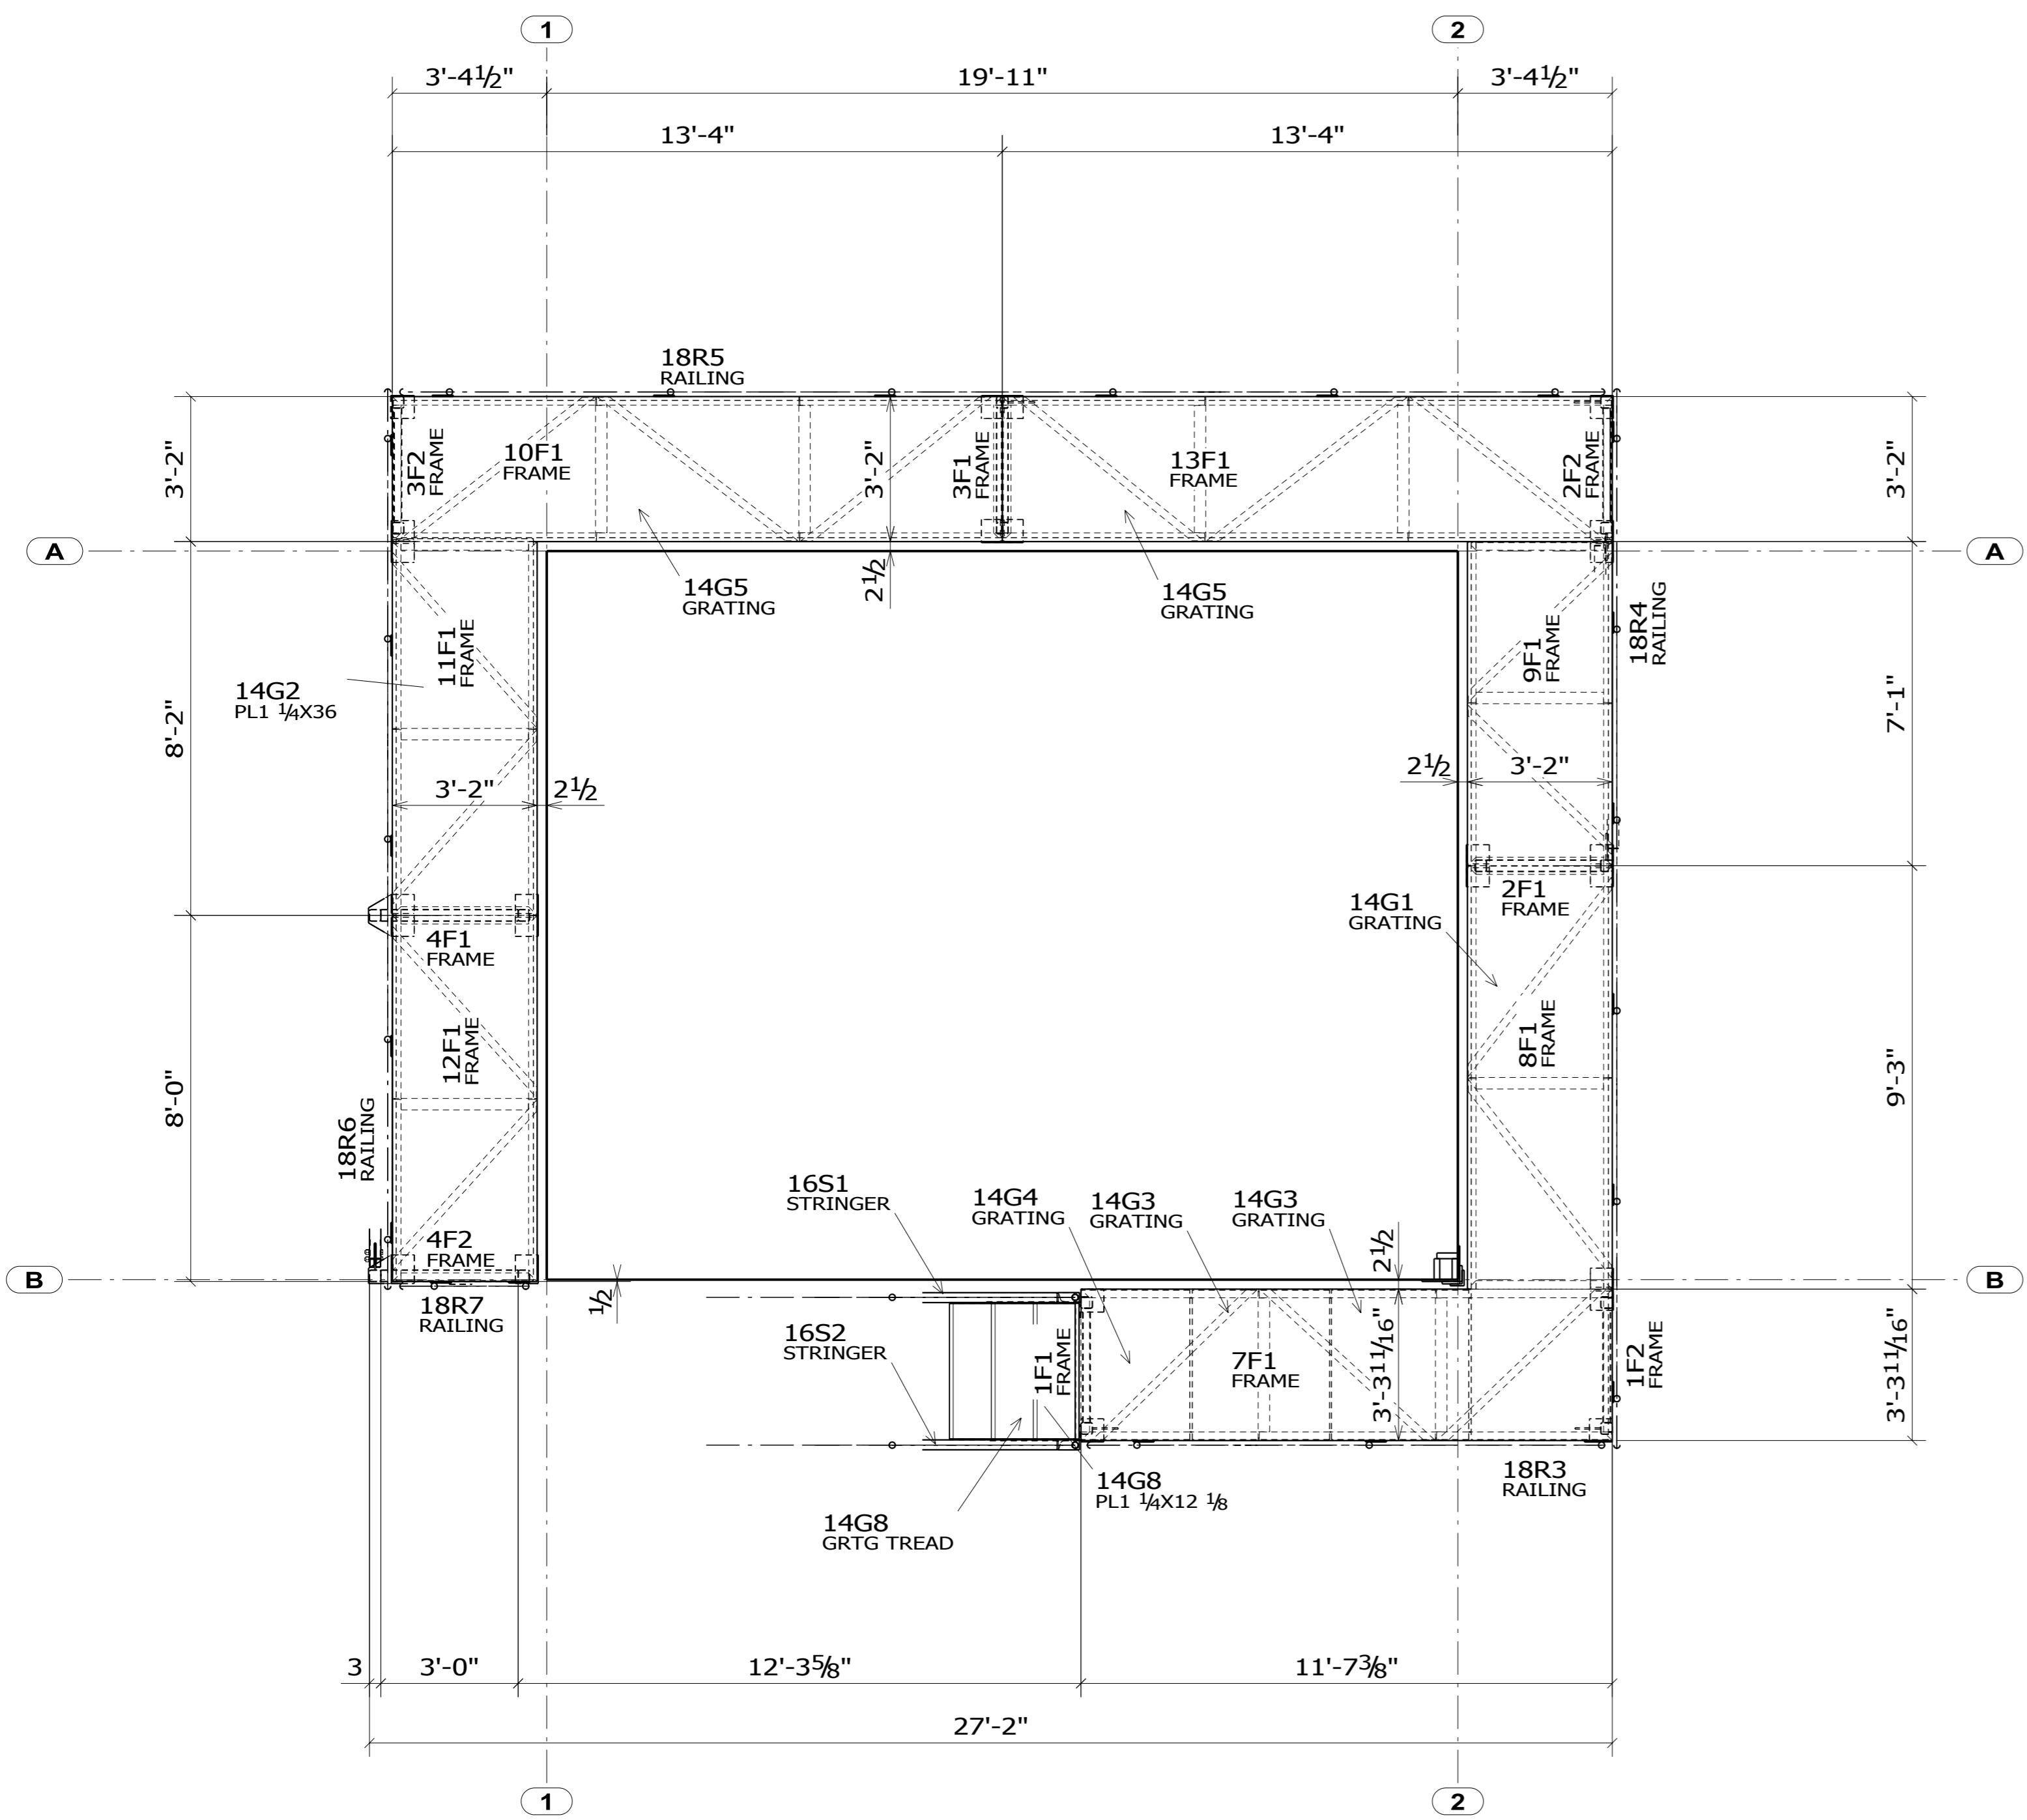 1
2
3'-4½"
19'-11"
3'-4½"
13'-4"
13'-4"
18R5
RAILING
3'-2"
3F2
FRAME
10F1
FRAME
3'-2"
3F1
FRAME
13F1
FRAME
2F2
FRAME
3'-2"
A
A
2½
14G5
GRATING
14G5
GRATING
11F1
FRAME
9F1
FRAME
18R4
RAILING
14G2
PL1 ¼X36
8'-2"
7'-1"
3'-2"
2½
2½
3'-2"
2F1
FRAME
14G1
GRATING
4F1
FRAME
12F1
FRAME
8F1
FRAME
8'-0"
9'-3"
18R6
RAILING
16S1
STRINGER
14G4
GRATING
14G3
GRATING
14G3
GRATING
4F2
FRAME
2½
B
B
18R7
RAILING
½
16S2
STRINGER
1F1
FRAME
7F1
FRAME
3'-311/16"
1F2
FRAME
3'-311/16"
14G8
PL1 ¼X12 ⅛
18R3
RAILING
14G8
GRTG TREAD
3
3'-0"
12'-3⅝"
11'-7⅜"
27'-2"
1
2